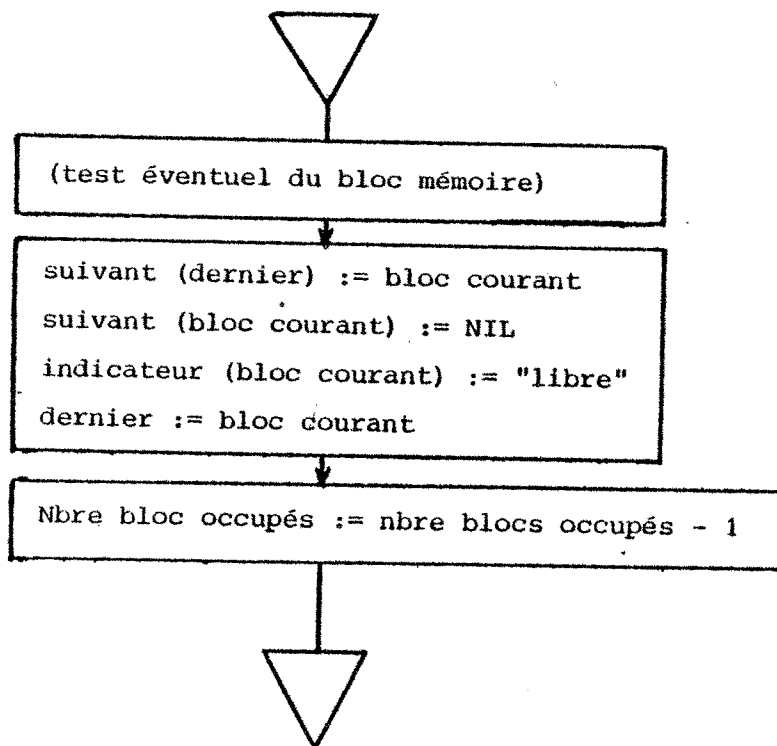 (test éventuel du bloc mémoire)
suivant (dernier) := bloc courant
suivant (bloc courant) := NIL
indicateur (bloc courant) := "libre"
dernier := bloc courant
Nbre bloc occupés := nbre blocs occupés - 1